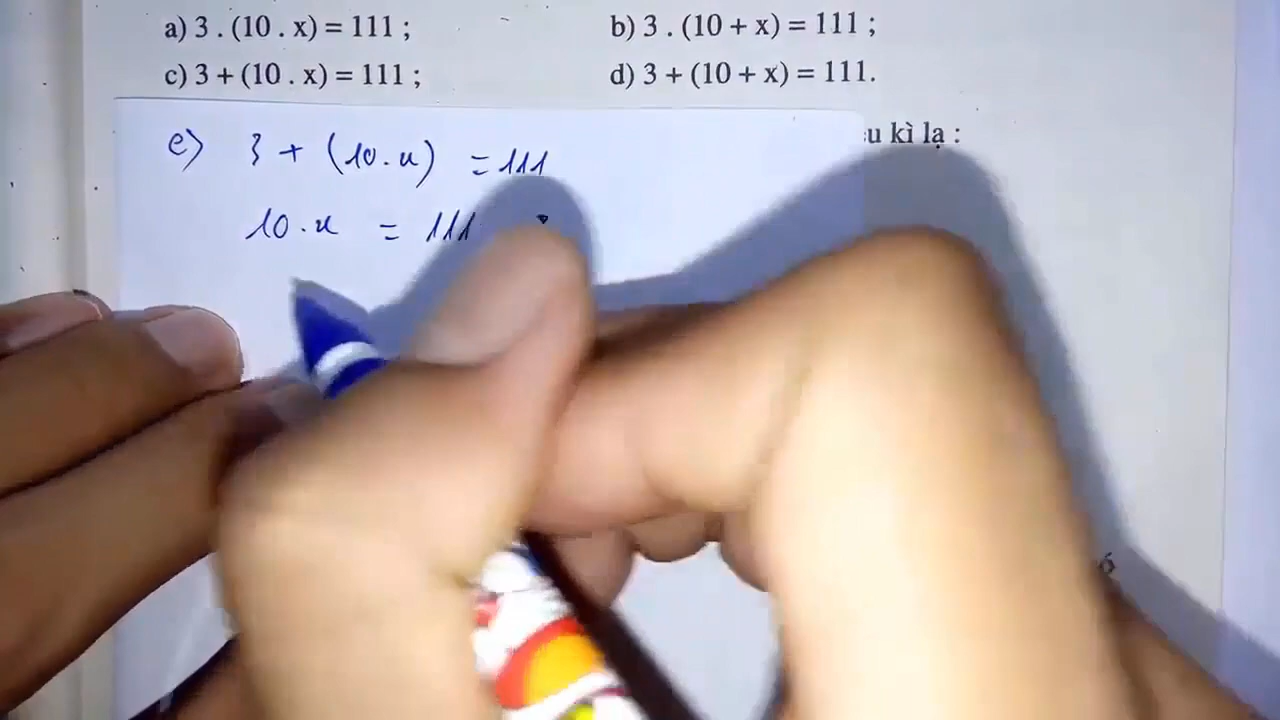 a) 3 . (10 . x) = 111 ;
b) 3 . (10 + x) = 111 ;
c) 3 + (10 . x) = 111 ;
d) 3 + (10 + x) = 111.
kì lạ :
c) 3 + (10 . x) = 111
10 . x = 111